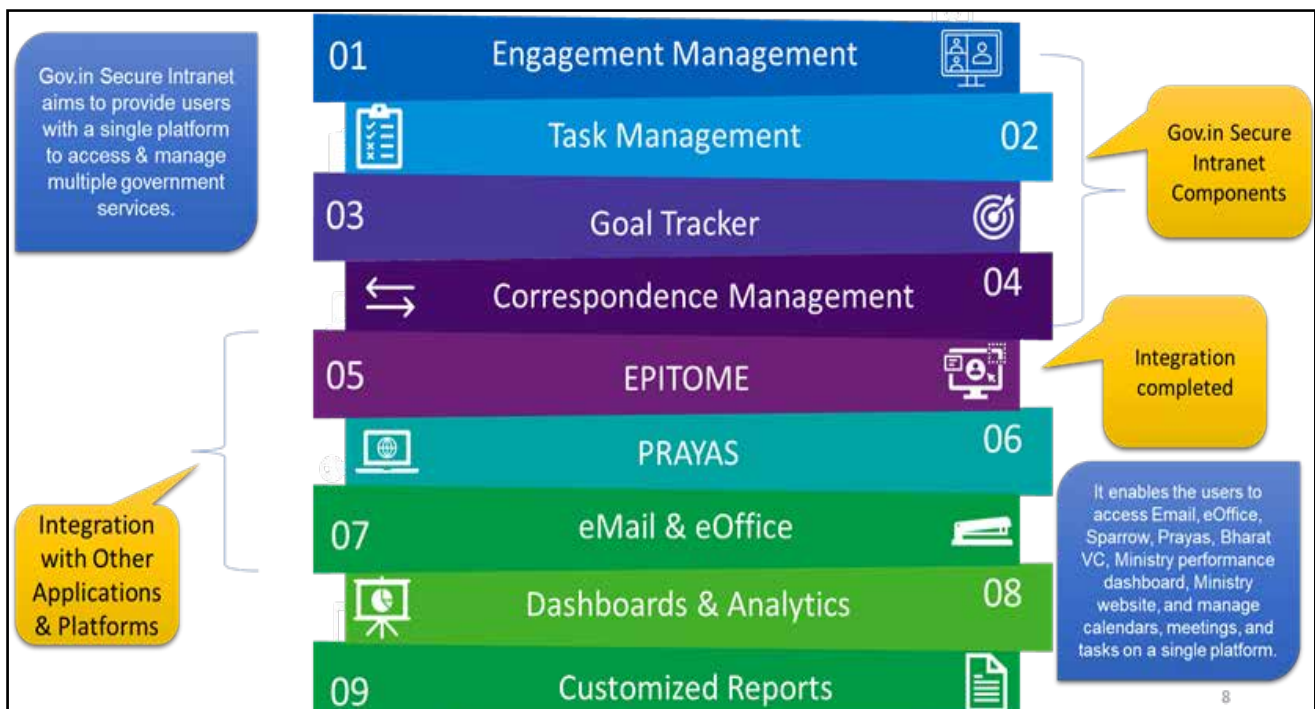 Gov.in Secure Intranet
aims to provide users
with a single platform
to access & manage
multiple government
services.
01
Engagement Management
Task Management
02
03
Goal Tracker
Correspondence Management
04
05
EPITOME
PRAYAS
06
07
eMail & eOffice
Dashboards & Analytics
08
09
Customized Reports
Gov.in Secure
Intranet
Components
Integration
completed
Integration
with Other
Applications
& Platforms
It enables the users to
access Email, eOffice,
Sparrow, Prayas, Bharat
VC, Ministry performance
dashboard, Ministry
website, and manage
calendars, meetings, and
tasks on a single platform.
8